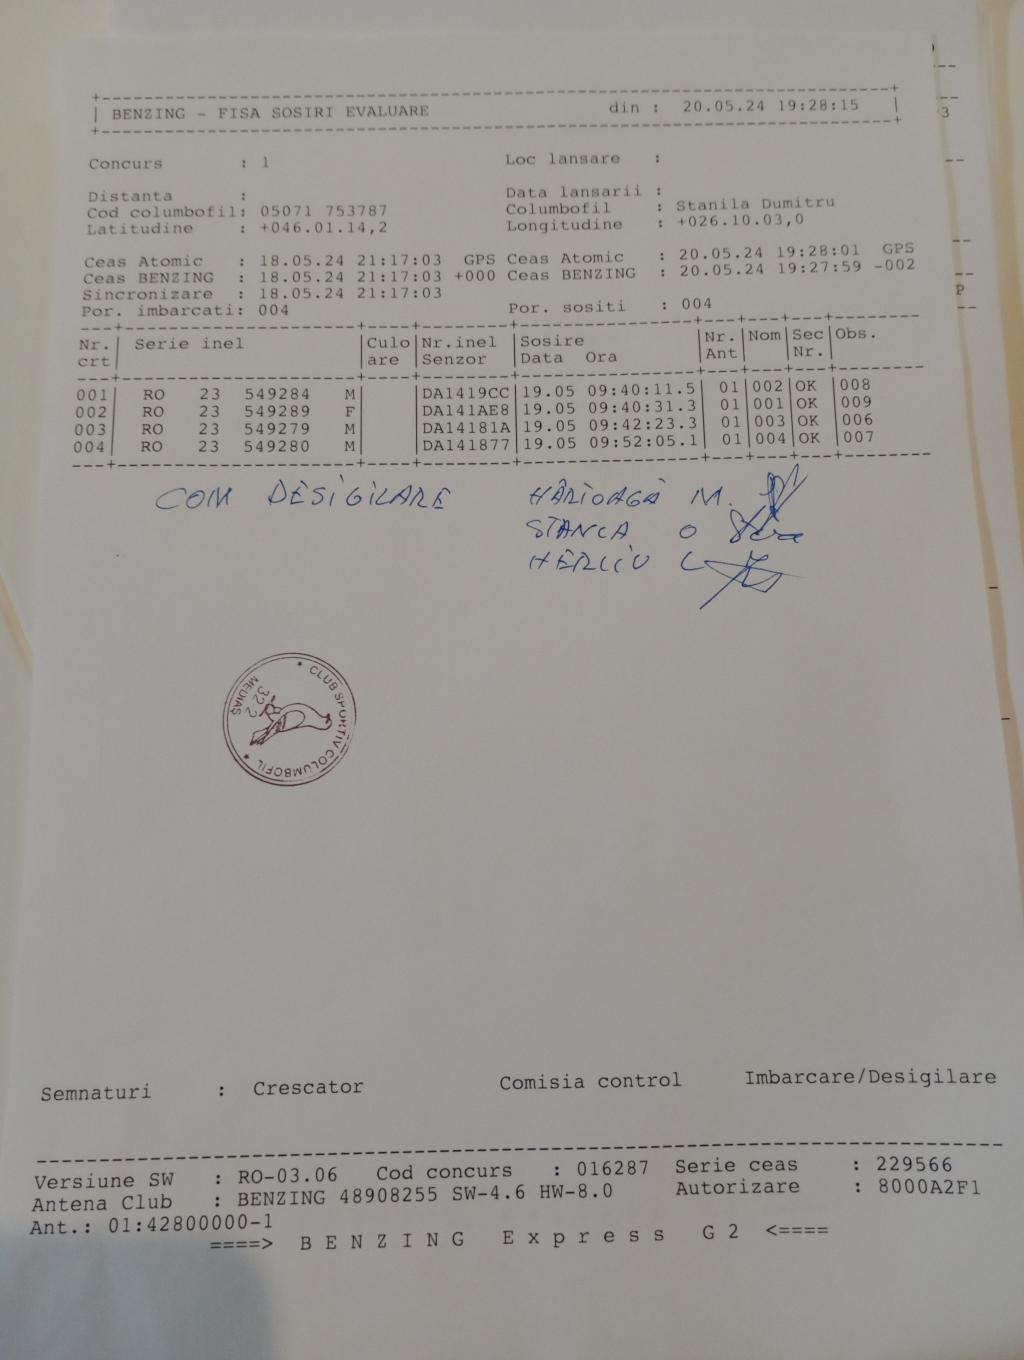 +--------------------------------------------------------------+
| BENZING - FISA SOSIRI EVALUARE din : 20.05.24 19:28:15 |
+--------------------------------------------------------------+
Concurs : 1 Loc lansare :
Distanta : Data lansarii :
Cod columbofil: 05071 753787 Columbofil : Stanila Dumitru
Latitudine : +046.01.14,2 Longitudine : +026.10.03,0
Ceas Atomic : 18.05.24 21:17:03 GPS Ceas Atomic : 20.05.24 19:28:01 GPS
Ceas BENZING : 18.05.24 21:17:03 +000 Ceas BENZING : 20.05.24 19:27:59 -002
Sincronizare : 18.05.24 21:17:03
Por. imbarcati: 004 Por. sositi : 004
Nr. | Serie inel |Culo|Nr.inel |Sosire |Nr. |Nom|Sec|Obs.
crt| |are |Senzor |Data Ora |Ant| |Nr.|
001| RO 23 549284 M| |DA1419CC|19.05 09:40:11.5| 01|002|OK |008
002| RO 23 549289 F| |DA141AE8|19.05 09:40:31.3| 01|001|OK |009
003| RO 23 549279 M| |DA14181A|19.05 09:42:23.3| 01|003|OK |006
004| RO 23 549280 M| |DA141877|19.05 09:52:05.1| 01|004|OK |007
COM DESIGILARE HÂRTOAGĂ M.
STANCA O
HERCIU C
* CLUB SPORTIV COLUMBOFIL *
MEDIAȘ
32 2
Semnaturi : Crescator Comisia control Imbarcare/Desigilare
Versiune SW : RO-03.06 Cod concurs : 016287 Serie ceas : 229566
Antena Club : BENZING 48908255 SW-4.6 HW-8.0 Autorizare : 8000A2F1
Ant.: 01:42800000-1
====> B E N Z I N G E x p r e s s G 2 <====